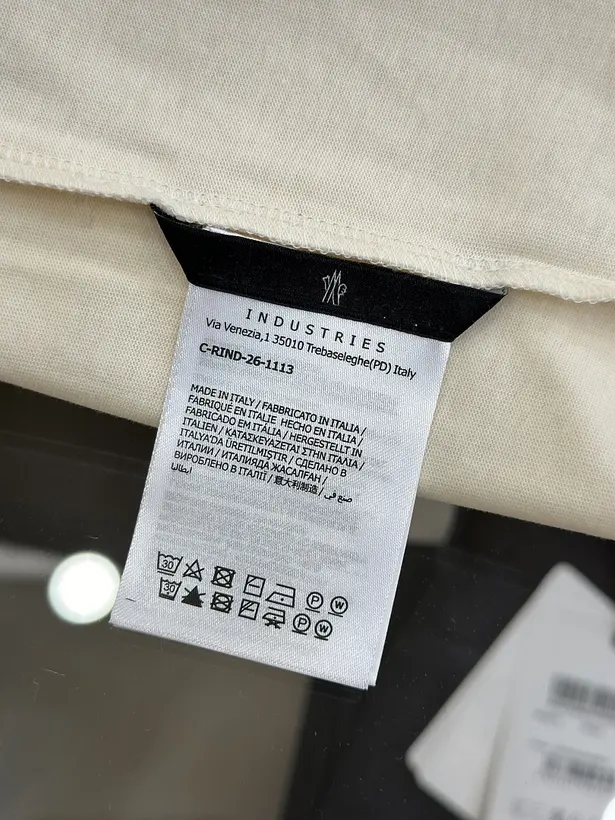 INDUSTRIES
Via Venezia,1 35010 Trebaseleghe(PD) Italy
C-RIND-26-1113
MADE IN ITALY / FABBRICATO IN ITALIA /
FABRIQUÉ EN ITALIE HECHO EN ITALIA /
FABRICADO EM ITÁLIA / HERGESTELLT IN
ITALIEN / ΚΑΤΑΣΚΕΥΑΖΕΤΑΙ ΣΤΗΝ ΙΤΑΛΙΑ /
ITALYA'DA ÜRETILMIŞTIR / СДЕЛАНО В
ИТАЛИИ / ИТАЛИЯДА ЖАСАЛҒАН /
ВИРОБЛЕНО В ІТАЛІЇ / 意大利制造 / صنع في
ايطاليا
30 P W
30 P W